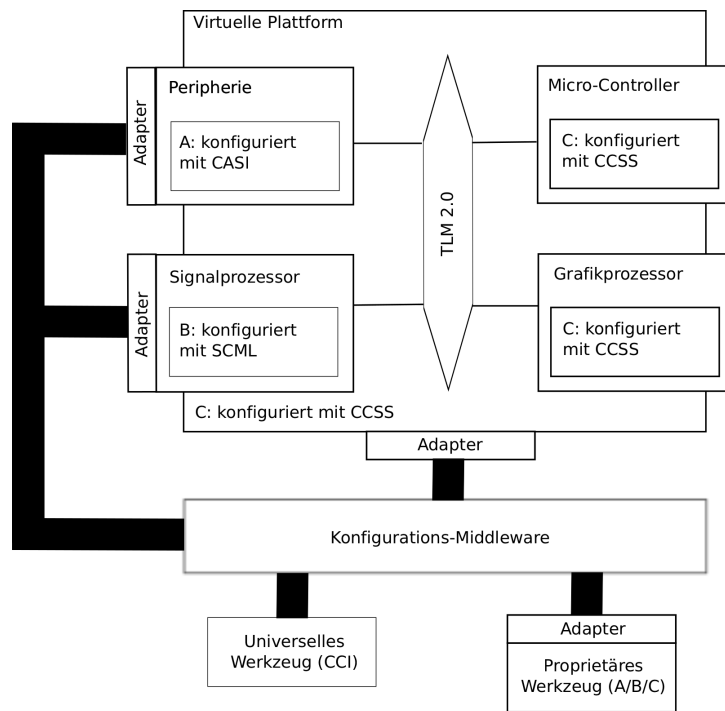 Virtuelle Plattform
Adapter
Peripherie
A: konfiguriert
mit CASI
Micro-Controller
C: konfiguriert
mit CCSS
TLM 2.0
Adapter
Signalprozessor
B: konfiguriert
mit SCML
Grafikprozessor
C: konfiguriert
mit CCSS
C: konfiguriert mit CCSS
Adapter
Konfigurations-Middleware
Universelles
Werkzeug (CCI)
Adapter
Proprietäres
Werkzeug (A/B/C)